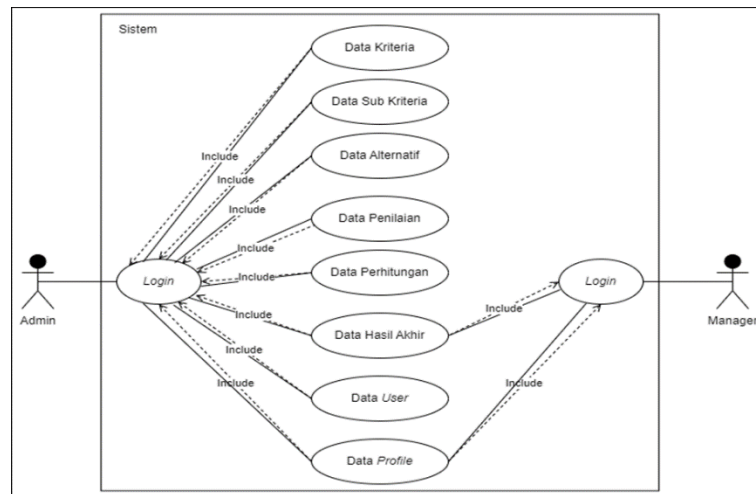 Sistem
Data Kriteria
Data Sub Kriteria
Include
Data Alternatif
Include
Include
Data Penilaian
Include
Data Perhitungan
Include
Login
Login
Admin
Manager
Include
Data Hasil Akhir
Include
Include
Data User
Include
Include
Data Profile